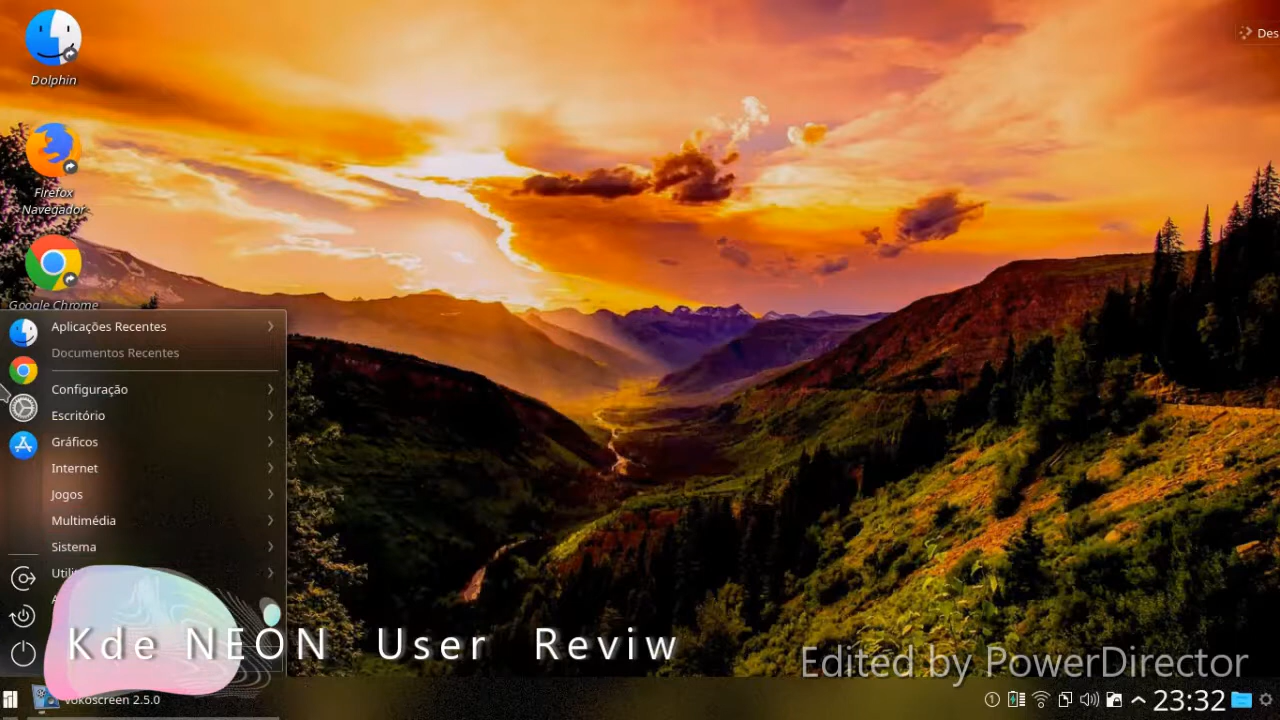 Des
Dolphin
Firefox
Navegador
Google Chrome
Aplicações Recentes
Documentos Recentes
Configuração
Escritório
Gráficos
Internet
Jogos
Multimédia
Sistema
Kde NEON User Reviw
Edited by PowerDirector
vokoscreen 2.5.0
1
23:32